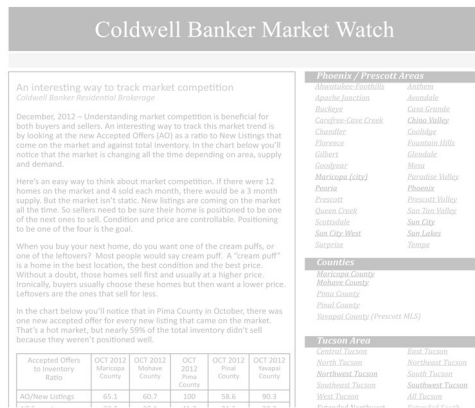 Coldwell Banker Market Watch
An interesting way to track market competition
Coldwell Banker Residential Brokerage
December, 2012 – Understanding market competition is beneficial for
both buyers and sellers. An interesting way to track this market trend is
by looking at the new Accepted Offers (AO) as a ratio to New Listings that
come on the market and against total Inventory. In the chart below you'll
notice that the market is changing all the time depending on area, supply
and demand.
Here's an easy way to think about market competition. If there were 12
homes on the market and 4 sold each month, there would be a 3 month
supply. But the market isn't static. New listings are coming on the market
all the time. So sellers need to be sure their home is positioned to be one
of the next ones to sell. Condition and price are controllable. Positioning
to be one of the four is the goal.
When you buy your next home, do you want one of the cream puffs, or
one of the leftovers? Most people would say cream puff. A "cream puff"
is a home in the best location, the best condition and the best price.
Without a doubt, those homes sell first and usually at a higher price.
Ironically, buyers usually choose these homes but then want a lower price.
Leftovers are the ones that sell for less.
In the chart below you'll notice that in Pima County in October, there was
one new accepted offer for every new listing that came on the market.
That's a hot market, but nearly 59% of the total inventory didn't sell
because they weren't positioned well.
Accepted Offers OCT 2012 OCT 2012 OCT OCT 2012 OCT 2012
to Inventory Maricopa Mohave 2012 Pinal Yavapai
Ratio County County Pima County County
County
AO/New Listings 65.1 60.7 100 58.6 90.3
Phoenix / Prescott Areas
Ahwatukee-Foothills Anthem
Apache Junction Avondale
Buckeye Casa Grande
Carefree-Cave Creek China Valley
Chandler Coolidge
Florence Fountain Hills
Gilbert Glendale
Goodyear Mesa
Maricopa (city) Paradise Valley
Peoria Phoenix
Prescott Prescott Valley
Queen Creek San Tan Valley
Scottsdale Sun City
Sun City West Sun Lakes
Surprise Tempe
Counties
Maricopa County
Mohave County
Pima County
Pinal County
Yavapai County (Prescott MLS)
Tucson Area
Central Tucson East Tucson
North Tucson Northeast Tucson
Northwest Tucson South Tucson
Southeast Tucson Southwest Tucson
West Tucson All Tucson